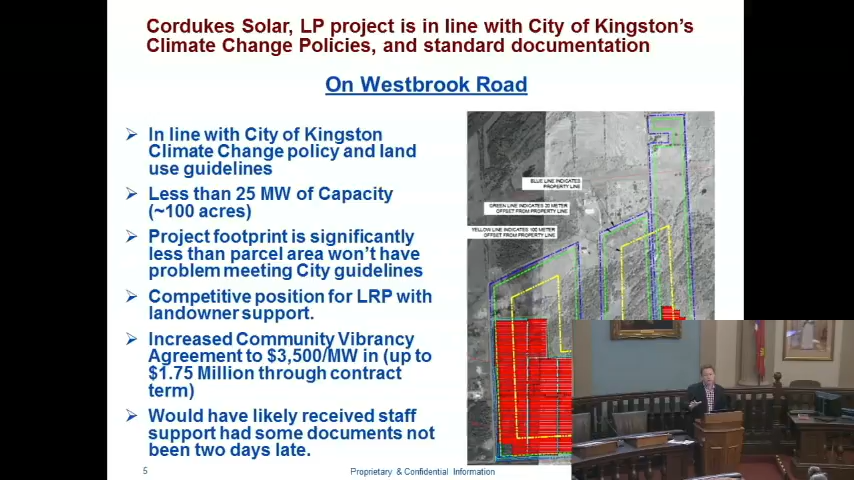 Cordukes Solar, LP project is in line with City of Kingston's
Climate Change Policies, and standard documentation
On Westbrook Road
In line with City of Kingston
Climate Change policy and land
use guidelines
Less than 25 MW of Capacity
(~100 acres)
Project footprint is significantly
less than parcel area won't have
problem meeting City guidelines
Competitive position for LRP with
landowner support.
Increased Community Vibrancy
Agreement to $3,500/MW in (up to
$1.75 Million through contract
term)
Would have likely received staff
support had some documents not
been two days late.
BLUE LINE INDICATES
PROPERTY LINE
GREEN LINE INDICATES 20 METER
OFFSET FROM PROPERTY LINE
YELLOW LINE INDICATES 100 METER
OFFSET FROM PROPERTY LINE
5
Proprietary & Confidential Information